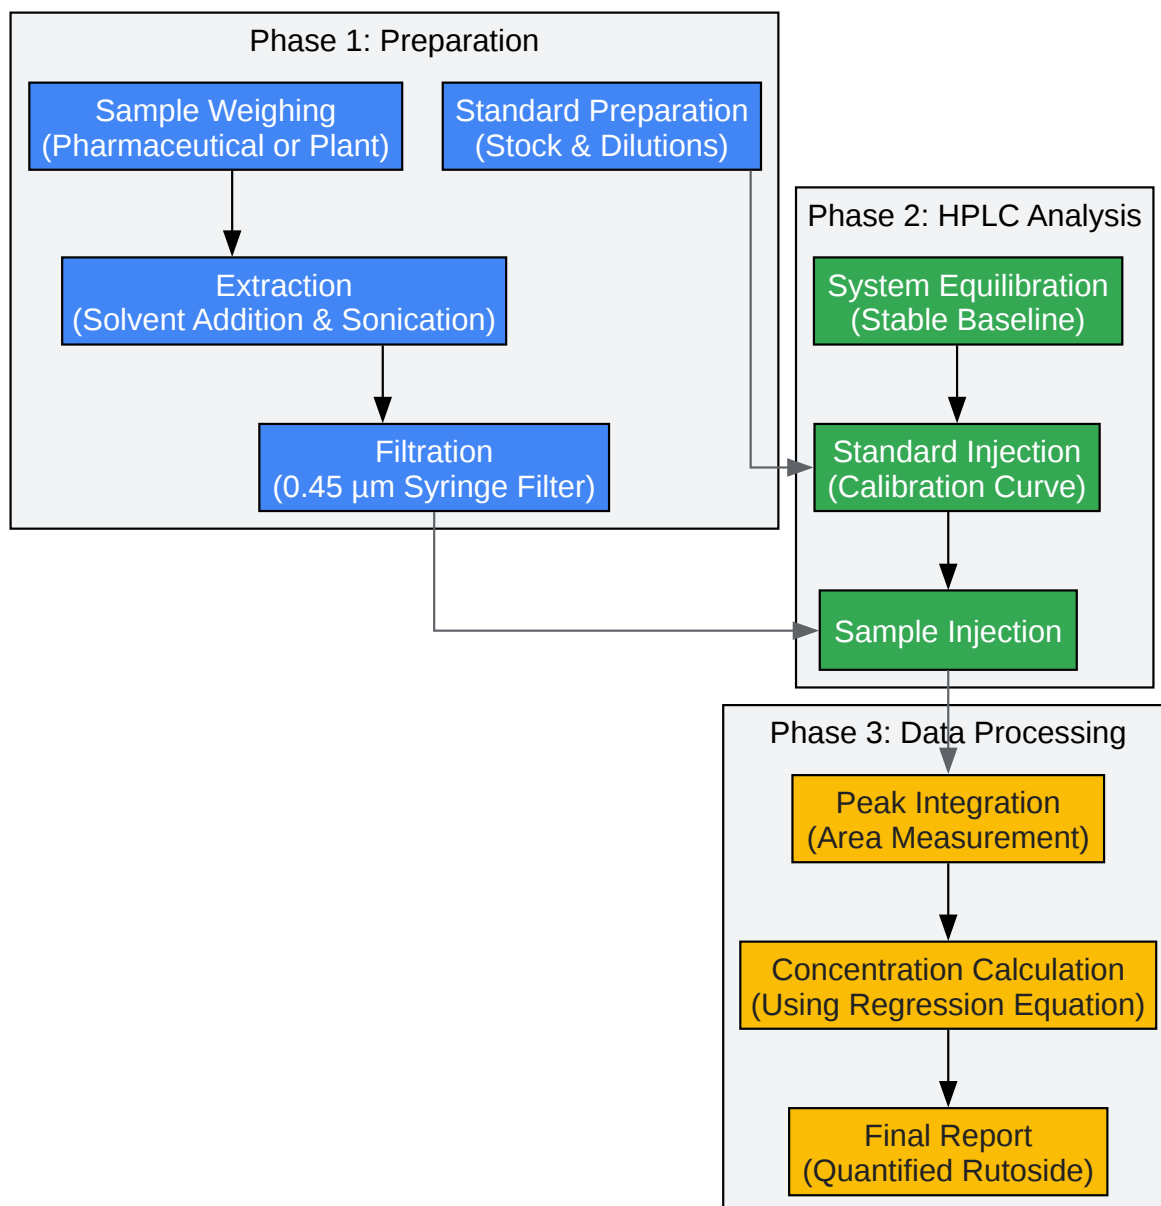 Phase 1: Preparation
Sample Weighing
(Pharmaceutical or Plant)
Standard Preparation
(Stock & Dilutions)
Extraction
(Solvent Addition & Sonication)
Filtration
(0.45 µm Syringe Filter)
Phase 2: HPLC Analysis
System Equilibration
(Stable Baseline)
Standard Injection
(Calibration Curve)
Sample Injection
Phase 3: Data Processing
Peak Integration
(Area Measurement)
Concentration Calculation
(Using Regression Equation)
Final Report
(Quantified Rutoside)